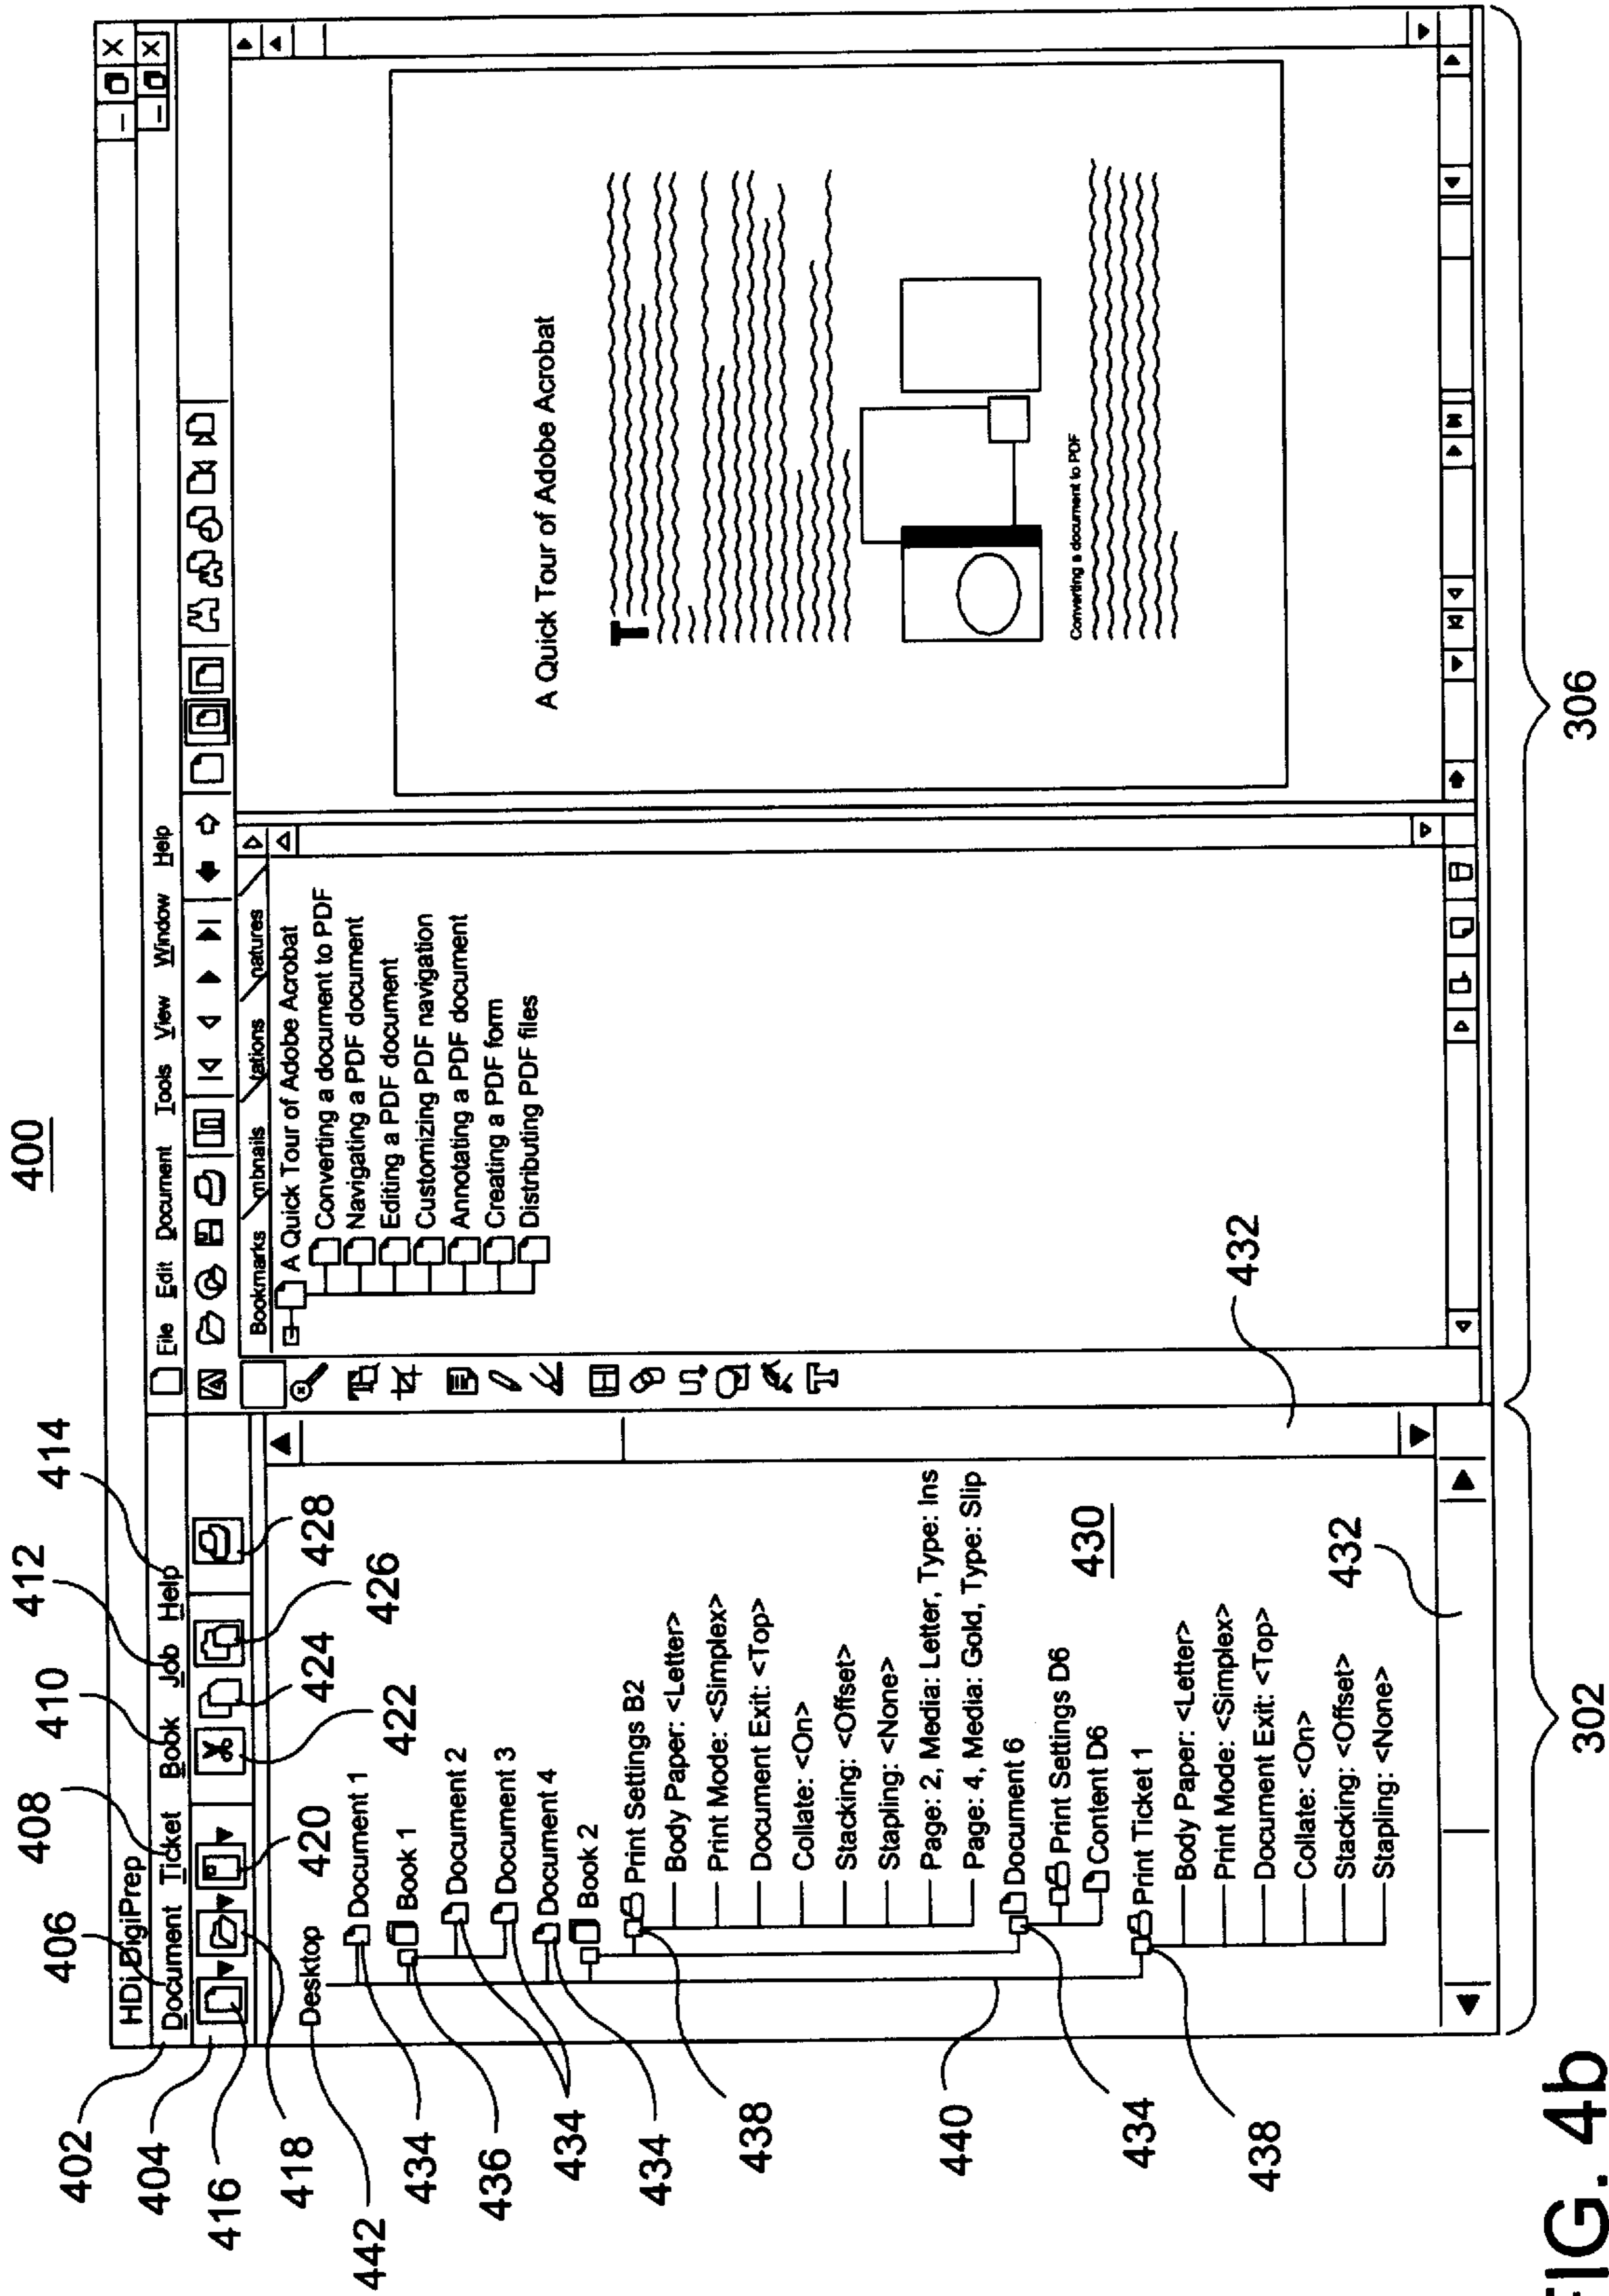 400
HDi DigiPrep
Document Ticket Book Job Help
File Edit Document Tools View Window Help
402
404
406
408
410
412
414
416
418
420
422
424
426
428
Bookmarks mbnails tations natures
442
Desktop
434
Document 1
436
Book 1
434
Document 2
Document 3
434
Document 4
Book 2
438
Print Settings B2
Body Paper: <Letter>
Print Mode: <Simplex>
Document Exit: <Top>
Collate: <On>
Stacking: <Offset>
Stapling: <None>
Page: 2, Media: Letter, Type: Ins
Page: 4, Media: Gold, Type: Slip
440
434
Document 6
Print Settings D6
Content D6
438
Print Ticket 1
Body Paper: <Letter>
Print Mode: <Simplex>
Document Exit: <Top>
Collate: <On>
Stacking: <Offset>
Stapling: <None>
430
432
432
A Quick Tour of Adobe Acrobat
Converting a document to PDF
Navigating a PDF document
Editing a PDF document
Customizing PDF navigation
Annotating a PDF document
Creating a PDF form
Distributing PDF files
A Quick Tour of Adobe Acrobat
T
Converting a document to PDF
302
306
FIG. 4b